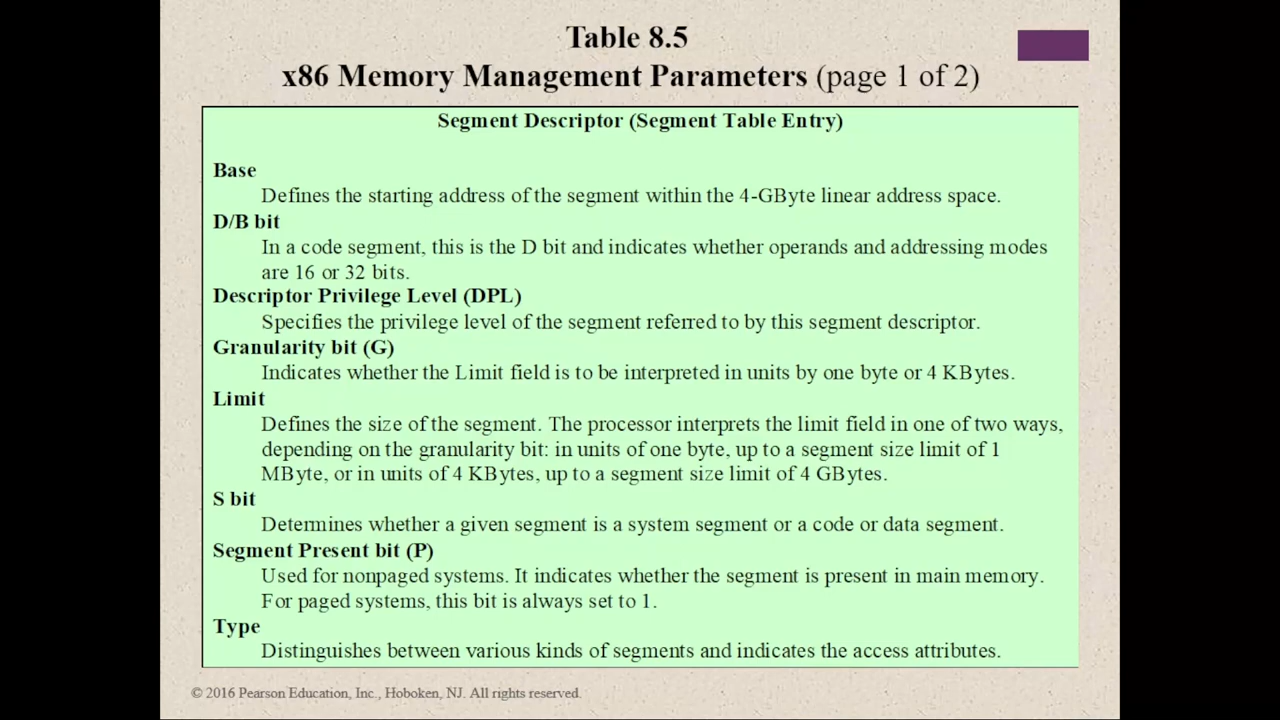 Table 8.5
x86 Memory Management Parameters (page 1 of 2)
Segment Descriptor (Segment Table Entry)
Base
Defines the starting address of the segment within the 4-GByte linear address space.
D/B bit
In a code segment, this is the D bit and indicates whether operands and addressing modes
are 16 or 32 bits.
Descriptor Privilege Level (DPL)
Specifies the privilege level of the segment referred to by this segment descriptor.
Granularity bit (G)
Indicates whether the Limit field is to be interpreted in units by one byte or 4 KBytes.
Limit
Defines the size of the segment. The processor interprets the limit field in one of two ways,
depending on the granularity bit: in units of one byte, up to a segment size limit of 1
MByte, or in units of 4 KBytes, up to a segment size limit of 4 GBytes.
S bit
Determines whether a given segment is a system segment or a code or data segment.
Segment Present bit (P)
Used for nonpaged systems. It indicates whether the segment is present in main memory.
For paged systems, this bit is always set to 1.
Type
Distinguishes between various kinds of segments and indicates the access attributes.
© 2016 Pearson Education, Inc., Hoboken, NJ. All rights reserved.